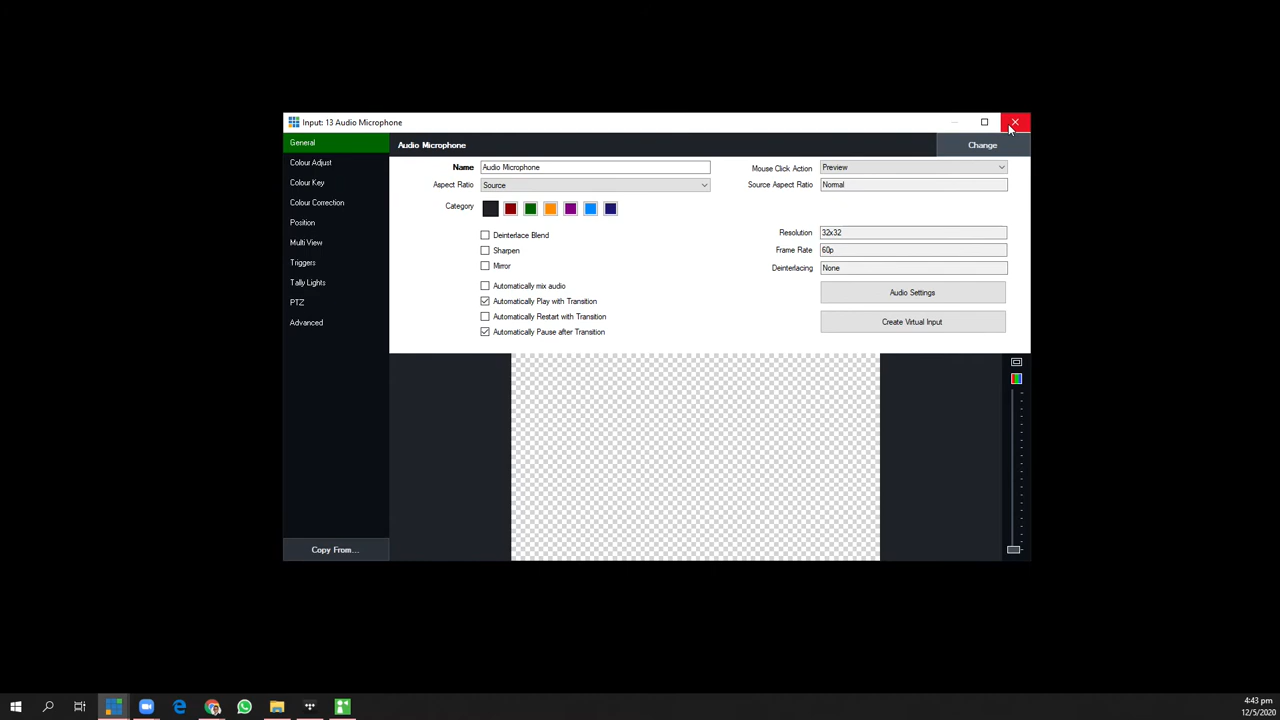 Input: 13 Audio Microphone
General
Audio Microphone
Change
Colour Adjust
Colour Key
Colour Correction
Position
Multi View
Triggers
Tally Lights
PTZ
Advanced
Copy From...
Name Audio Microphone
Aspect Ratio Source
Category
Deinterlace Blend
Sharpen
Mirror
Automatically mix audio
Automatically Play with Transition
Automatically Restart with Transition
Automatically Pause after Transition
Mouse Click Action Preview
Source Aspect Ratio Normal
Resolution 32x32
Frame Rate 60p
Deinterlacing None
Audio Settings
Create Virtual Input
4:43 pm
12/5/2020